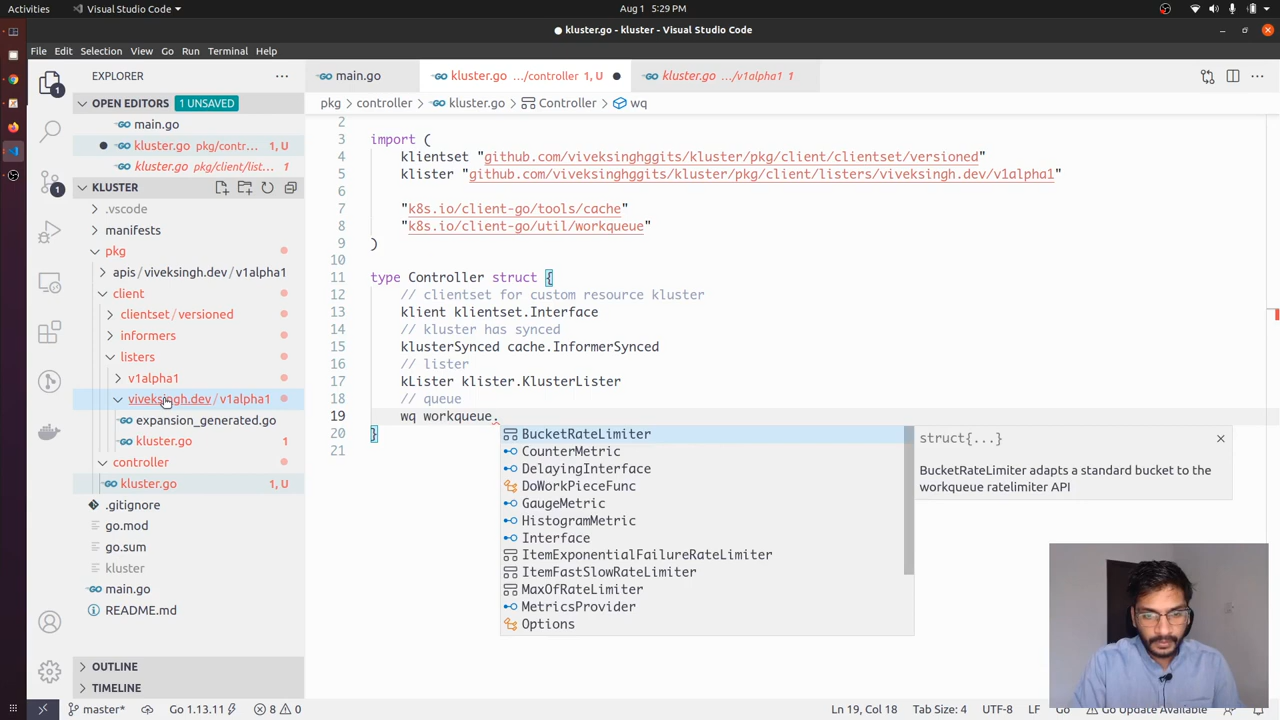 Activities
Visual Studio Code
Aug 1 5:29 PM
kluster.go - kluster - Visual Studio Code
File Edit Selection View Go Run Terminal Help
EXPLORER
main.go
kluster.go .../controller 1, U
kluster.go .../v1alpha1 1
OPEN EDITORS 1 UNSAVED
pkg > controller > kluster.go > Controller > wq
main.go
kluster.go pkg/contr... 1, U
kluster.go pkg/client/list... 1
KLUSTER
.vscode
manifests
pkg
apis / viveksingh.dev / v1alpha1
client
clientset / versioned
informers
listers
v1alpha1
viveksingh.dev / v1alpha1
expansion_generated.go
kluster.go 1
controller
kluster.go 1, U
.gitignore
go.mod
go.sum
kluster
main.go
README.md
OUTLINE
TIMELINE
2
3 import (
4 klientset "github.com/viveksinghggits/kluster/pkg/client/clientset/versioned"
5 klister "github.com/viveksinghggits/kluster/pkg/client/listers/viveksingh.dev/v1alpha1"
6
7 "k8s.io/client-go/tools/cache"
8 "k8s.io/client-go/util/workqueue"
9 )
10
11 type Controller struct {
12 // clientset for custom resource kluster
13 klient klientset.Interface
14 // kluster has synced
15 klusterSynced cache.InformerSynced
16 // lister
17 kLister klister.KlusterLister
18 // queue
19 wq workqueue.
20 }
21
BucketRateLimiter
CounterMetric
DelayingInterface
DoWorkPieceFunc
GaugeMetric
HistogramMetric
Interface
ItemExponentialFailureRateLimiter
ItemFastSlowRateLimiter
MaxOfRateLimiter
MetricsProvider
Options
struct{...}
BucketRateLimiter adapts a standard bucket to the
workqueue ratelimiter API
master*
Go 1.13.11
8 0
Ln 19, Col 18
Tab Size: 4
UTF-8
LF
Go
Go Update Available